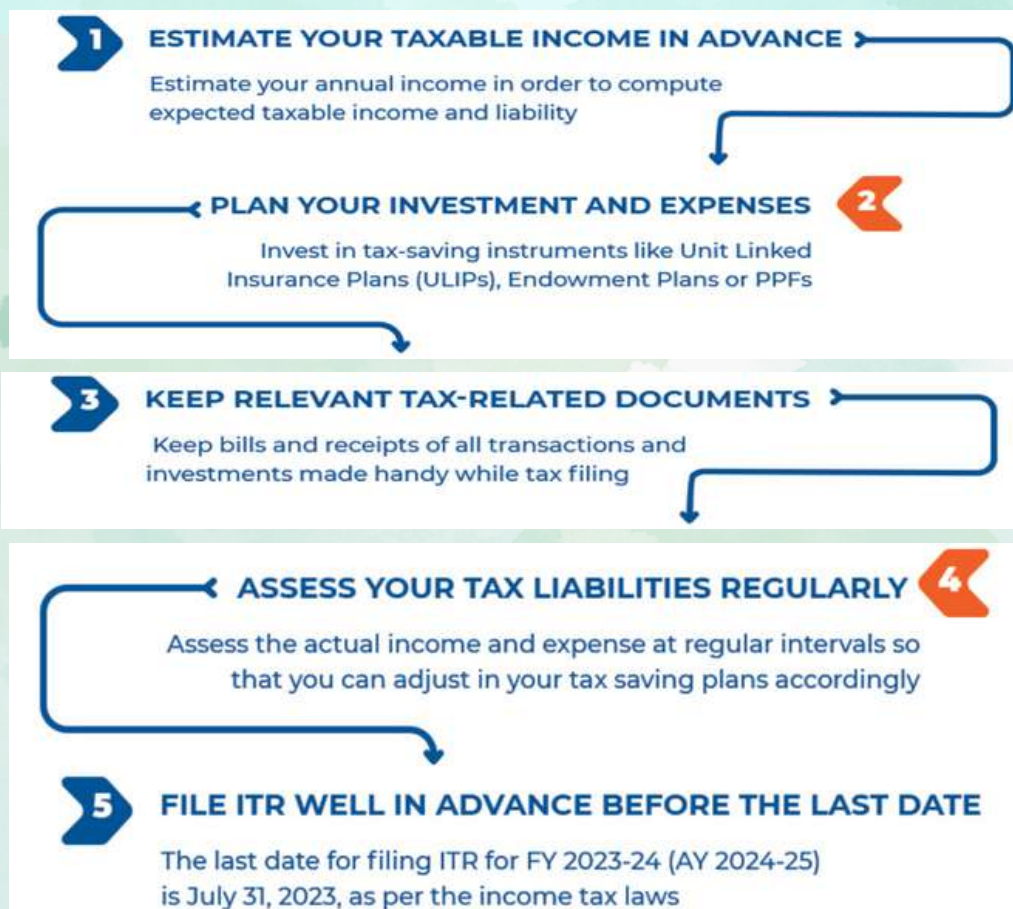 1
ESTIMATE YOUR TAXABLE INCOME IN ADVANCE
Estimate your annual income in order to compute
expected taxable income and liability
PLAN YOUR INVESTMENT AND EXPENSES
2
Invest in tax-saving instruments like Unit Linked
Insurance Plans (ULIPs), Endowment Plans or PPFs
3
KEEP RELEVANT TAX-RELATED DOCUMENTS
Keep bills and receipts of all transactions and
investments made handy while tax filing
ASSESS YOUR TAX LIABILITIES REGULARLY
4
Assess the actual income and expense at regular intervals so
that you can adjust in your tax saving plans accordingly
5
FILE ITR WELL IN ADVANCE BEFORE THE LAST DATE
The last date for filing ITR for FY 2023-24 (AY 2024-25)
is July 31, 2023, as per the income tax laws